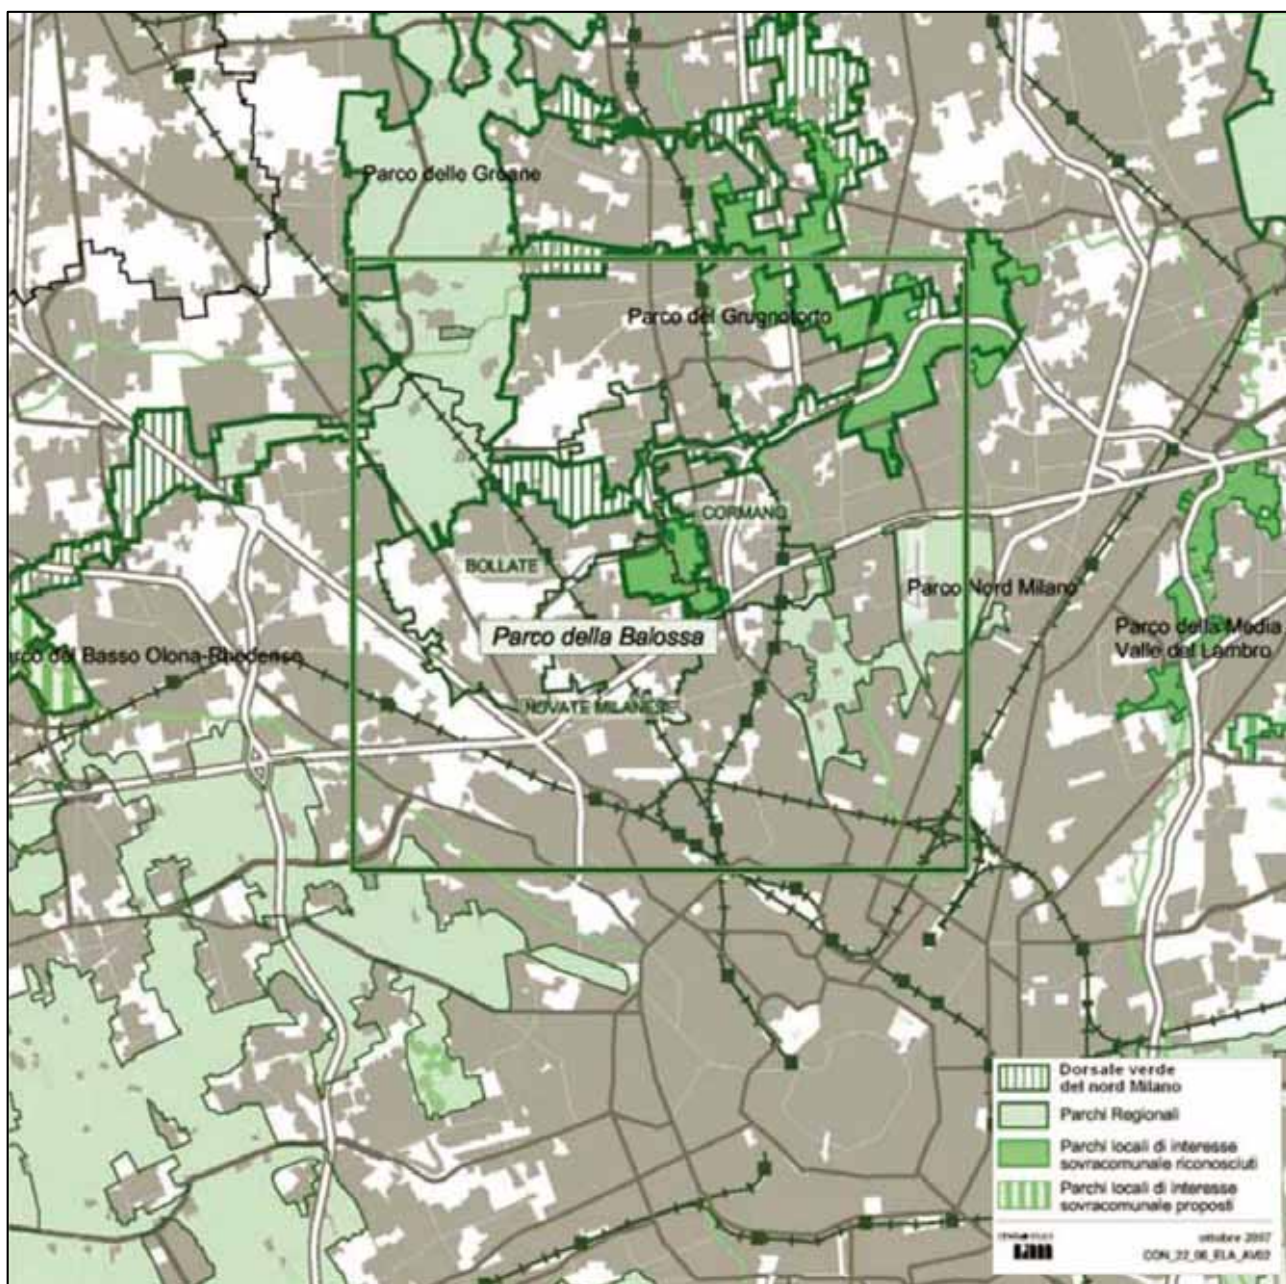 Parco delle Groane
Parco del Grugnotorto
CORMANO
BOLLATE
Parco Nord Milano
Parco della Balossa
Parco della Media
Valle del Lambro
Parco del Basso Olona-Rhodense
NOVATE MILANESE
Dorsale verde
del nord Milano
Parchi Regionali
Parchi locali di interesse
sovracomunale riconosciuti
Parchi locali di interesse
sovracomunale proposti
ottobre 2007
CON_22_06_ELA_AV02